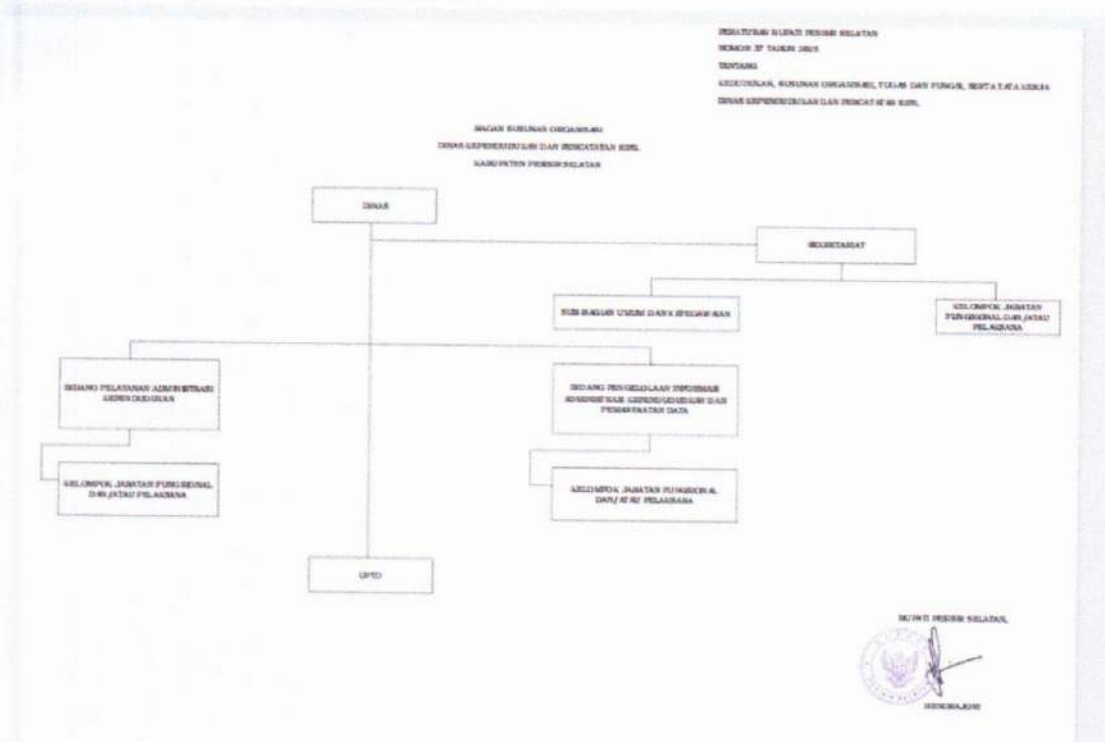 PERATURAN BUPATI PESISIR SELATAN
NOMOR 37 TAHUN 2025
TENTANG
KEDUDUKAN, SUSUNAN ORGANISASI, TUGAS DAN FUNGSI, SERTA TATA KERJA
DINAS KEPENDUDUKAN DAN PENCATATAN SIPIL
BAGAN SUSUNAN ORGANISASI
DINAS KEPENDUDUKAN DAN PENCATATAN SIPIL
KABUPATEN PESISIR SELATAN
DINAS
SEKRETARIAT
SUB BAGIAN UMUM DAN KEPEGAWAIAN
KELOMPOK JABATAN
FUNGSIONAL DAN/ATAU
PELAKSANA
BIDANG PELAYANAN ADMINISTRASI
KEPENDUDUKAN
BIDANG PENGELOLAAN INFORMASI
ADMINISTRASI KEPENDUDUKAN DAN
PEMANFAATAN DATA
KELOMPOK JABATAN FUNGSIONAL
DAN/ATAU PELAKSANA
KELOMPOK JABATAN FUNGSIONAL
DAN/ATAU PELAKSANA
UPTD
BUPATI PESISIR SELATAN,
HENDRAJONI